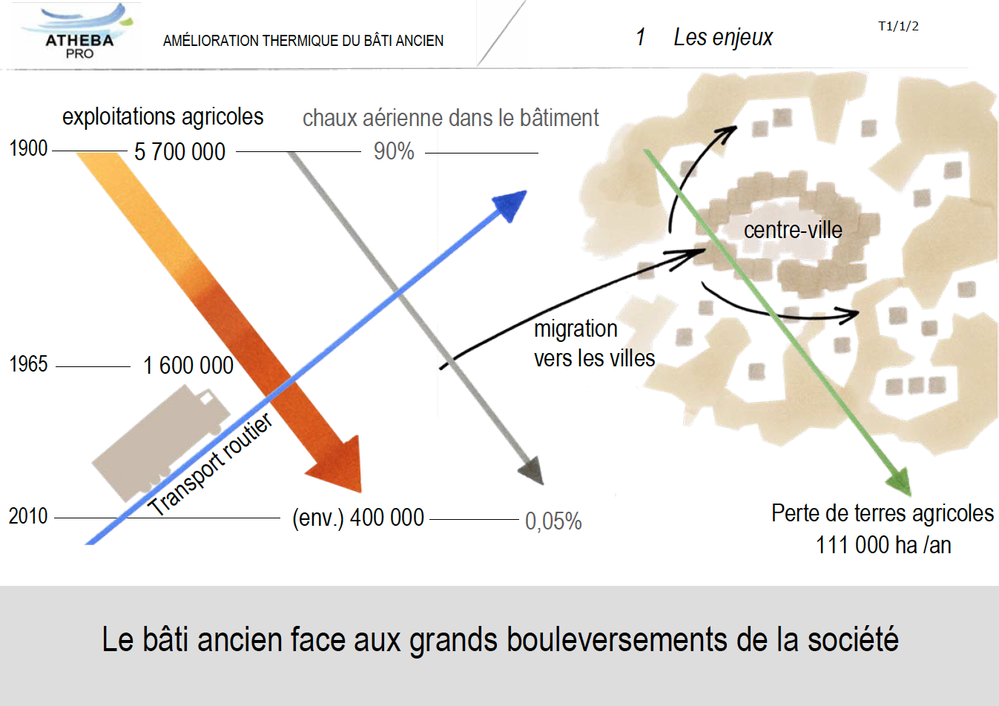 ATHEBA
PRO
AMÉLIORATION THERMIQUE DU BÂTI ANCIEN
1 Les enjeux
T1/1/2
exploitations agricoles
chaux aérienne dans le bâtiment
1900
5 700 000
90%
centre-ville
migration
vers les villes
1965
1 600 000
Transport routier
2010
(env.) 400 000
0,05%
Perte de terres agricoles
111 000 ha /an
Le bâti ancien face aux grands bouleversements de la société